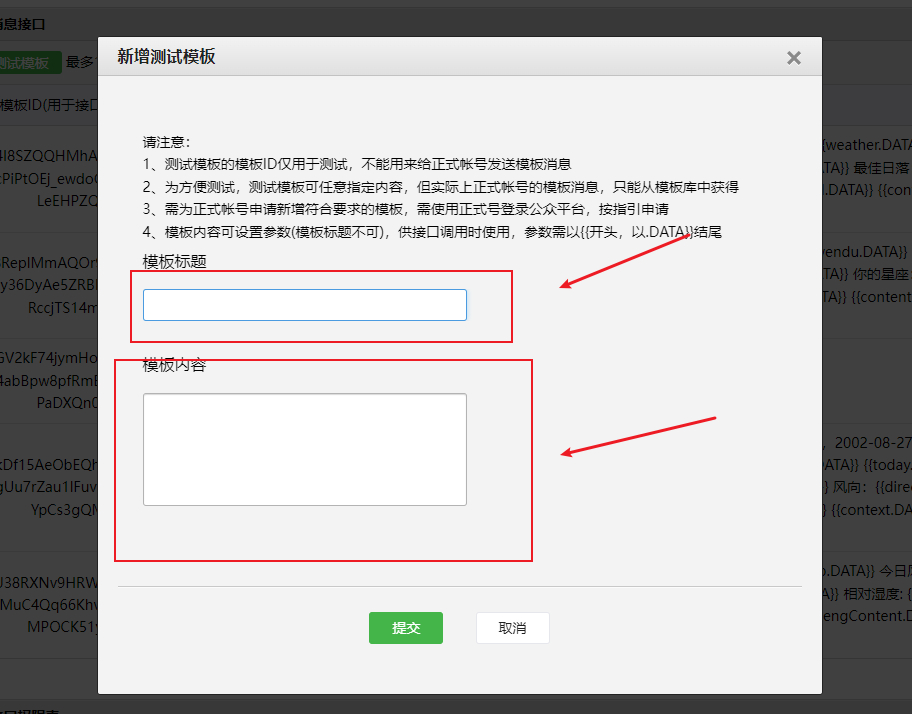 消息接口
测试模板 最多
新增测试模板
模板ID(用于接口
请注意：
1、测试模板的模板ID仅用于测试，不能用来给正式帐号发送模板消息
2、为方便测试，测试模板可任意指定内容，但实际上正式帐号的模板消息，只能从模板库中获得
3、需为正式帐号申请新增符合要求的模板，需使用正式号登录公众平台，按指引申请
4、模板内容可设置参数(模板标题不可)，供接口调用时使用，参数需以{{开头，以.DATA}}结尾
模板标题
模板内容
提交
取消
4I8SZQQHMhA
cPiPtOEj_ewdo
LeEHPZQ
{weather.DATA
TA}} 最佳日落
.DATA}} {{con
RepIMmAQOr
y36DyAe5ZRB
RccjTS14m
endu.DATA}}
TA}} 你的星座
TA}} {{content
GV2kF74jymHo
4abBpw8pfRmE
PaDXQn0
Df15AeObEQh
gUu7rZau1IFuv
YpCs3gQN
，2002-08-27
DATA}} {{today.
} 风向：{{dire
} {{context.DA
J38RXNv9HRW
MuC4Qq66Khv
MPOCK51y
.DATA}} 今日
A}} 相对湿度: {
engContent.D